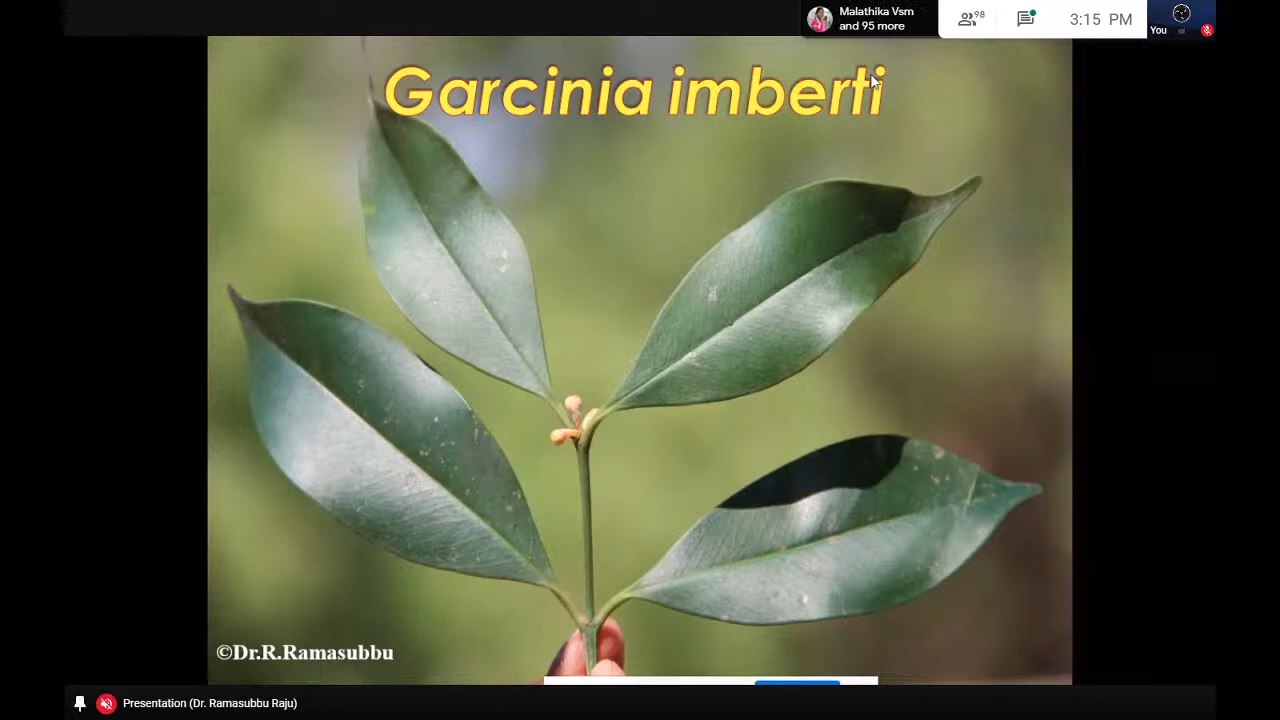 Malathika Vsm
and 95 more
98
3:15 PM
You
Garcinia imberti
©Dr.R.Ramasubbu
Presentation (Dr. Ramasubbu Raju)